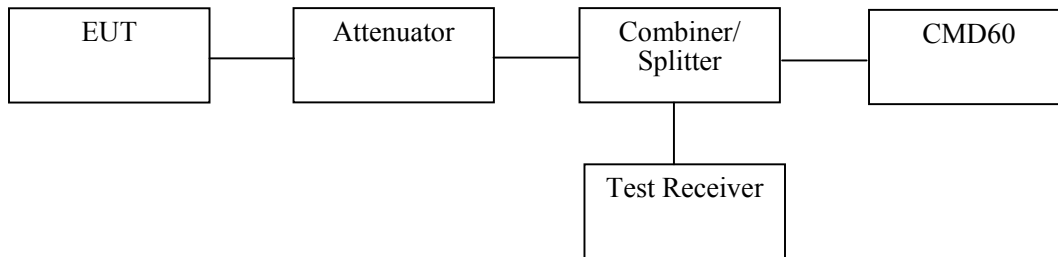 EUT
Attenuator
Combiner/
Splitter
CMD60
Test Receiver